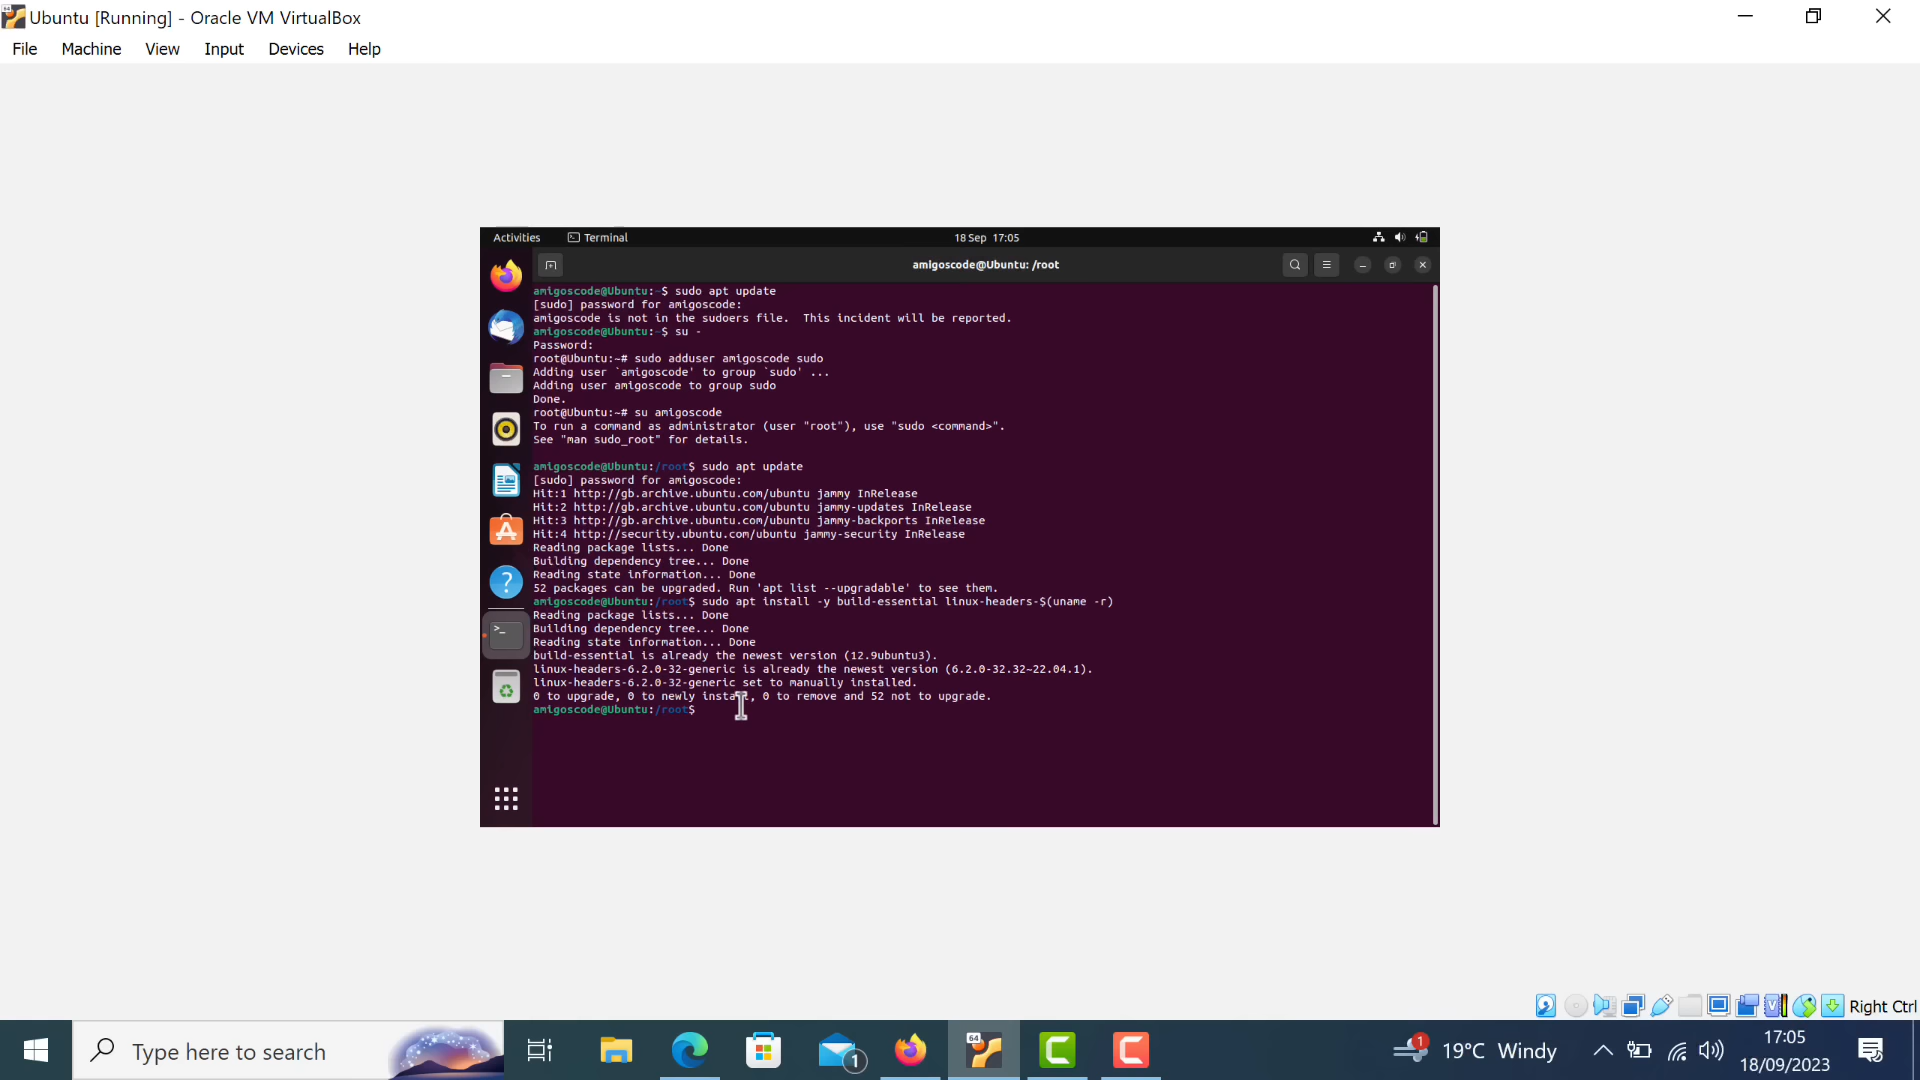 Ubuntu [Running] - Oracle VM VirtualBox
File Machine View Input Devices Help
Activities Terminal 18 Sep 17:05
amigoscode@Ubuntu: /root
amigoscode@Ubuntu:~$ sudo apt update
[sudo] password for amigoscode:
amigoscode is not in the sudoers file.  This incident will be reported.
amigoscode@Ubuntu:~$ su -
Password:
root@Ubuntu:~# sudo adduser amigoscode sudo
Adding user `amigoscode' to group `sudo' ...
Adding user amigoscode to group sudo
Done.
root@Ubuntu:~# su amigoscode
To run a command as administrator (user "root"), use "sudo <command>".
See "man sudo_root" for details.
amigoscode@Ubuntu:/root$ sudo apt update
[sudo] password for amigoscode:
Hit:1 http://gb.archive.ubuntu.com/ubuntu jammy InRelease
Hit:2 http://gb.archive.ubuntu.com/ubuntu jammy-updates InRelease
Hit:3 http://gb.archive.ubuntu.com/ubuntu jammy-backports InRelease
Hit:4 http://security.ubuntu.com/ubuntu jammy-security InRelease
Reading package lists... Done
Building dependency tree... Done
Reading state information... Done
52 packages can be upgraded. Run 'apt list --upgradable' to see them.
amigoscode@Ubuntu:/root$ sudo apt install -y build-essential linux-headers-$(uname -r)
Reading package lists... Done
Building dependency tree... Done
Reading state information... Done
build-essential is already the newest version (12.9ubuntu3).
linux-headers-6.2.0-32-generic is already the newest version (6.2.0-32.32~22.04.1).
linux-headers-6.2.0-32-generic set to manually installed.
0 to upgrade, 0 to newly install, 0 to remove and 52 not to upgrade.
amigoscode@Ubuntu:/root$
Right Ctrl
Type here to search
64
1
1
19°C Windy
17:05
18/09/2023